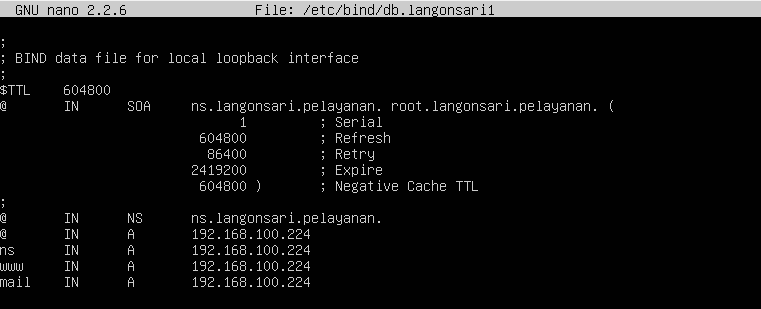 GNU nano 2.2.6 File: /etc/bind/db.langonsari1
;
; BIND data file for local loopback interface
;
$TTL 604800
@ IN SOA ns.langonsari.pelayanan. root.langonsari.pelayanan. (
1 ; Serial
604800 ; Refresh
86400 ; Retry
2419200 ; Expire
604800 ) ; Negative Cache TTL
;
@ IN NS ns.langonsari.pelayanan.
@ IN A 192.168.100.224
ns IN A 192.168.100.224
www IN A 192.168.100.224
mail IN A 192.168.100.224